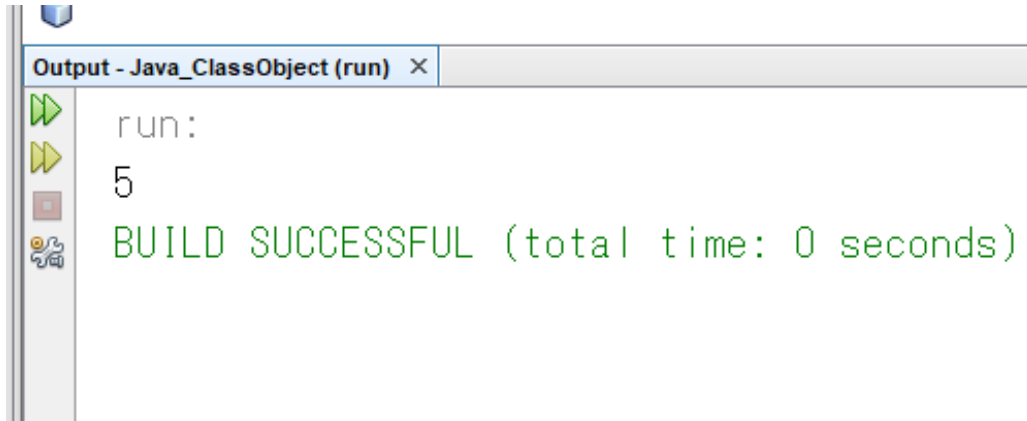 Output - Java_ClassObject (run) ×
run:
5
BUILD SUCCESSFUL (total time: 0 seconds)